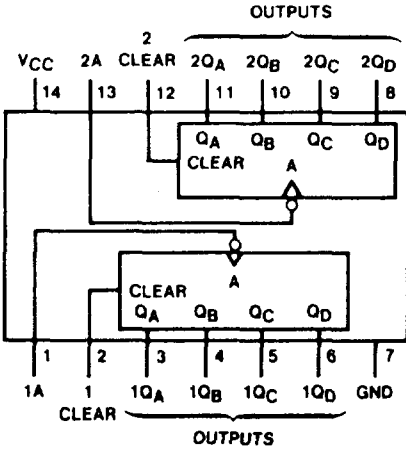 OUTPUTS
2
VCC 2A CLEAR 2QA 2QB 2QC 2QD
14 13 12 11 10 9 8
QA QB QC QD
CLEAR A
A
CLEAR
QA QB QC QD
1 2 3 4 5 6 7
1A 1 1QA 1QB 1QC 1QD GND
CLEAR
OUTPUTS